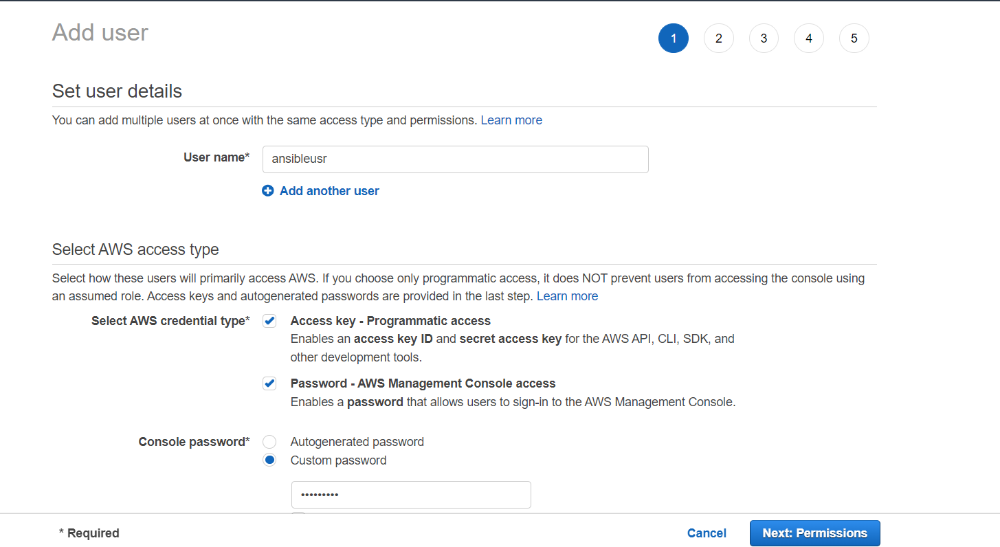 Add user
1 2 3 4 5
Set user details
You can add multiple users at once with the same access type and permissions. Learn more
User name* ansibleusr
Add another user
Select AWS access type
Select how these users will primarily access AWS. If you choose only programmatic access, it does NOT prevent users from accessing the console using
an assumed role. Access keys and autogenerated passwords are provided in the last step. Learn more
Select AWS credential type* Access key - Programmatic access
Enables an access key ID and secret access key for the AWS API, CLI, SDK, and
other development tools.
Password - AWS Management Console access
Enables a password that allows users to sign-in to the AWS Management Console.
Console password* Autogenerated password
Custom password
•••••••••
* Required Cancel Next: Permissions